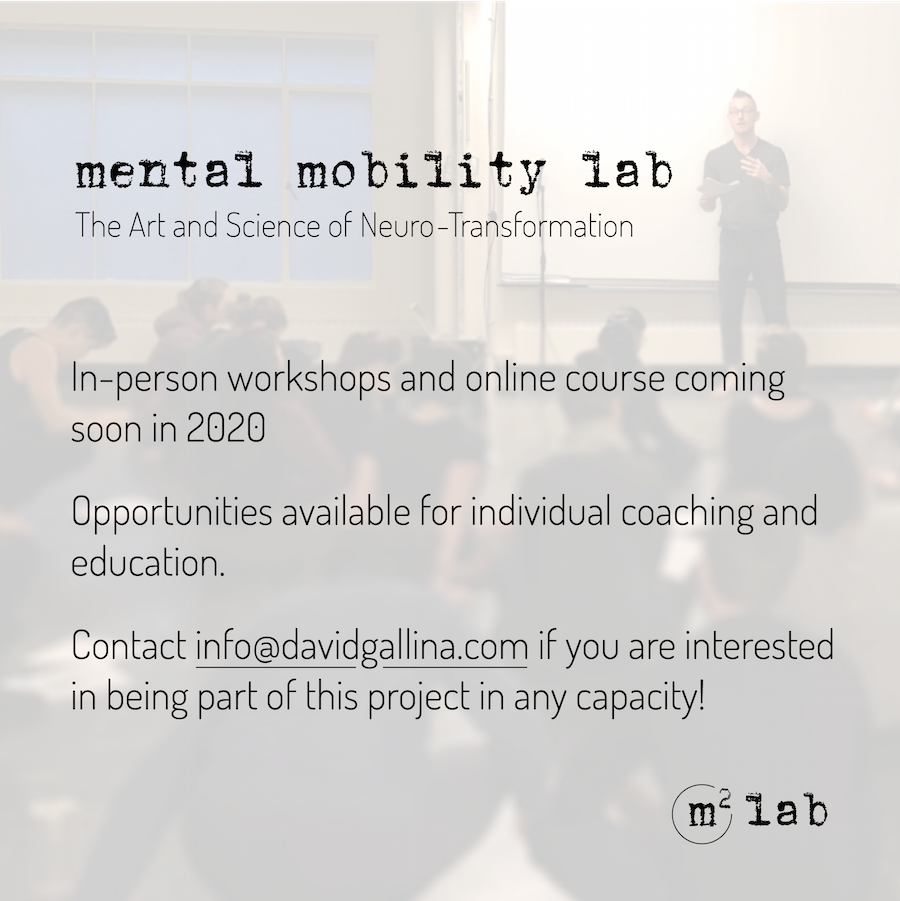 mental mobility lab
The Art and Science of Neuro-Transformation
In-person workshops and online course coming
soon in 2020
Opportunities available for individual coaching and
education.
Contact info@davidgallina.com if you are interested
in being part of this project in any capacity!
m² lab